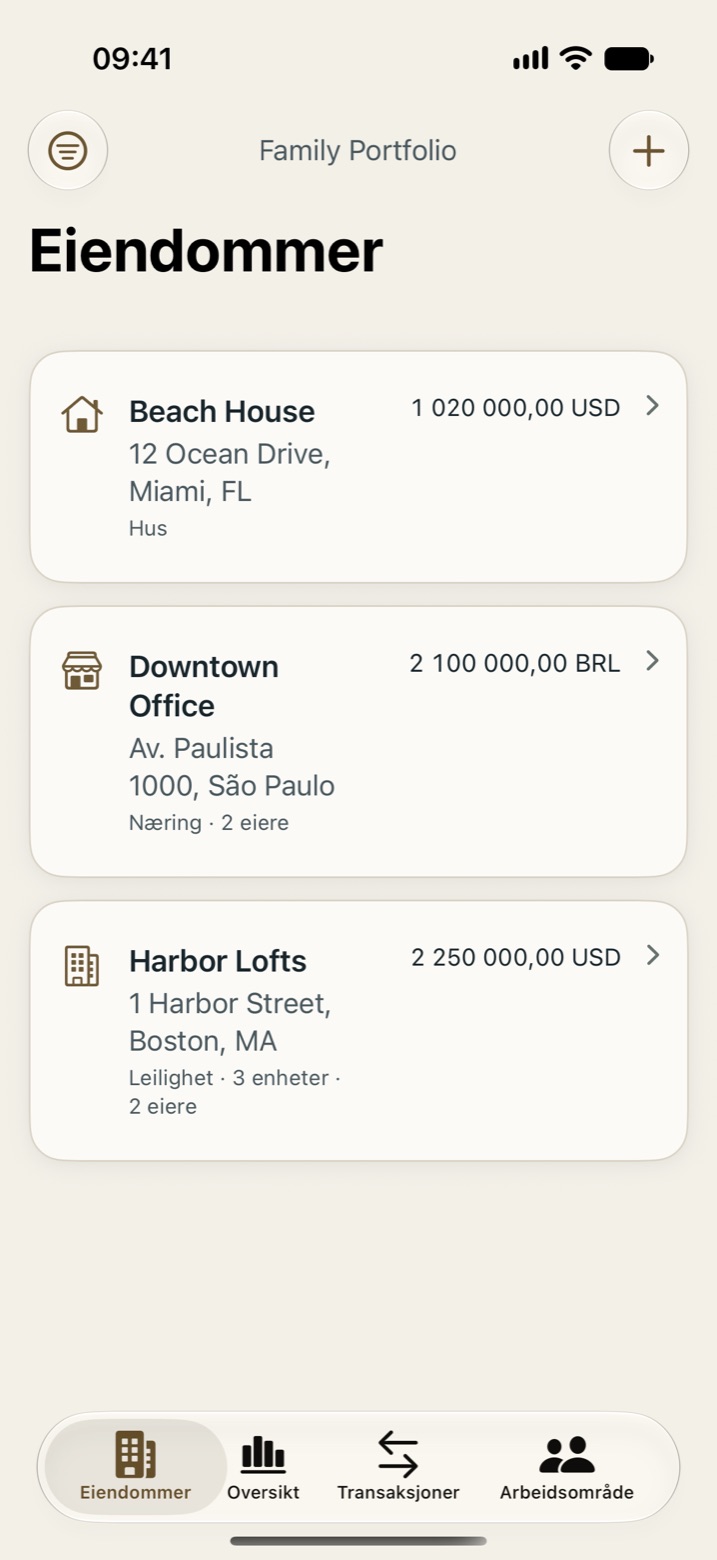 09:41
Family Portfolio
Eiendommer
Beach House
1 020 000,00 USD
12 Ocean Drive,
Miami, FL
Hus
Downtown
Office
2 100 000,00 BRL
Av. Paulista
1000, São Paulo
Næring · 2 eiere
Harbor Lofts
2 250 000,00 USD
1 Harbor Street,
Boston, MA
Leilighet · 3 enheter ·
2 eiere
Eiendommer
Oversikt
Transaksjoner
Arbeidsområde